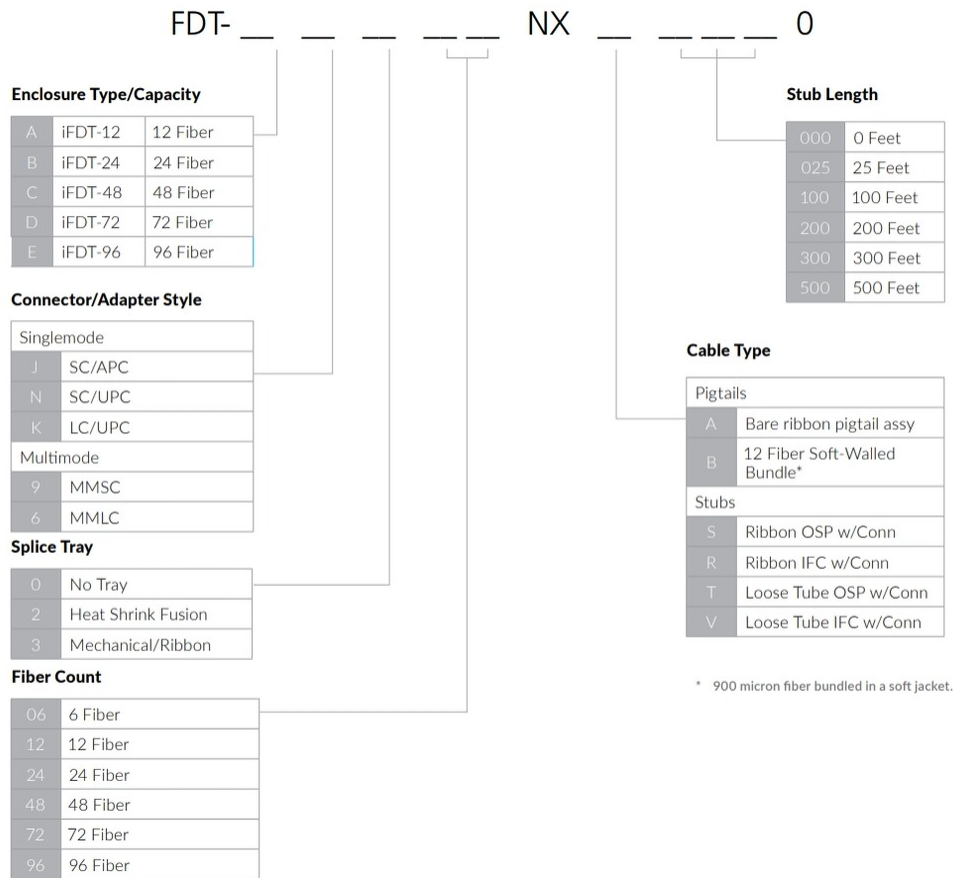 FDT- __ __ __ __ __ NX __ __ __ __ 0
Enclosure Type/Capacity
A iFDT-12 12 Fiber
B iFDT-24 24 Fiber
C iFDT-48 48 Fiber
D iFDT-72 72 Fiber
E iFDT-96 96 Fiber
Connector/Adapter Style
Singlemode
J SC/APC
N SC/UPC
K LC/UPC
Multimode
9 MMSC
6 MMLC
Splice Tray
0 No Tray
2 Heat Shrink Fusion
3 Mechanical/Ribbon
Fiber Count
06 6 Fiber
12 12 Fiber
24 24 Fiber
48 48 Fiber
72 72 Fiber
96 96 Fiber
Stub Length
000 0 Feet
025 25 Feet
100 100 Feet
200 200 Feet
300 300 Feet
500 500 Feet
Cable Type
Pigtails
A Bare ribbon pigtail assy
B 12 Fiber Soft-Walled
Bundle*
Stubs
S Ribbon OSP w/Conn
R Ribbon IFC w/Conn
T Loose Tube OSP w/Conn
V Loose Tube IFC w/Conn
* 900 micron fiber bundled in a soft jacket.